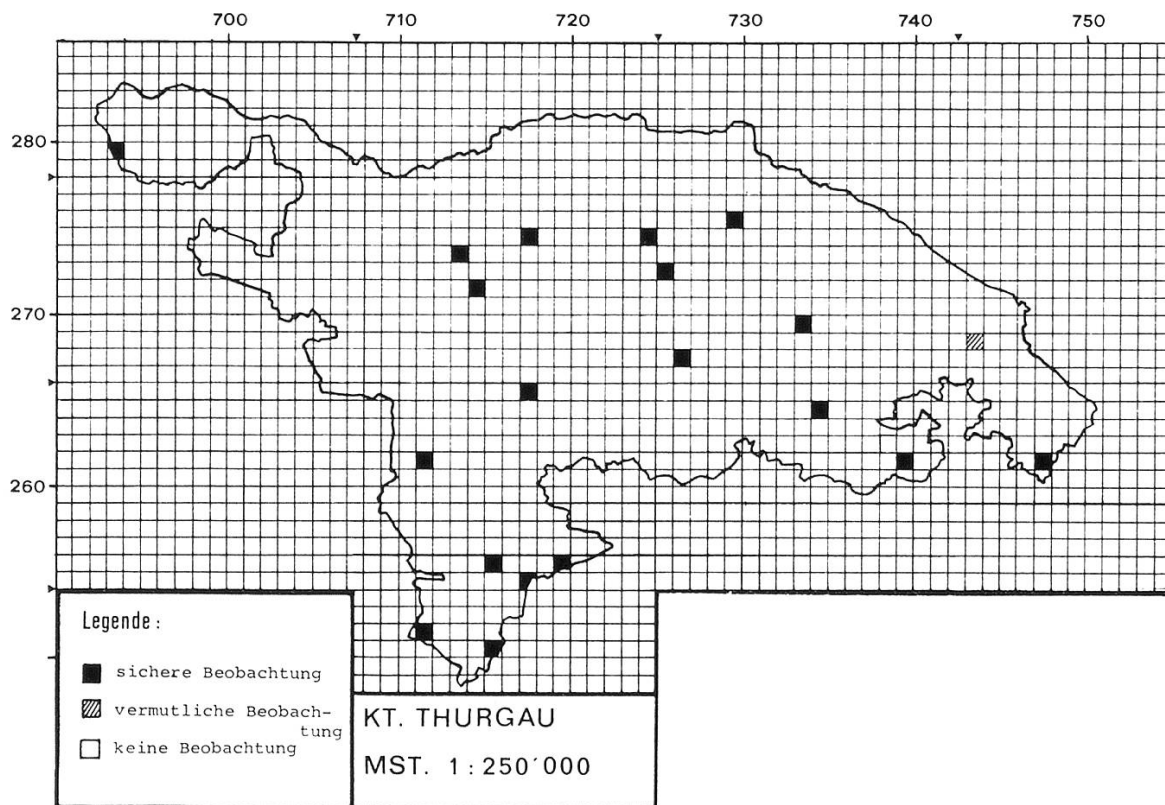 700 710 720 730 740 750
280
270
260
Legende :
sichere Beobachtung
vermutliche Beobach-
tung
keine Beobachtung
KT. THURGAU
MST. 1 : 250'000